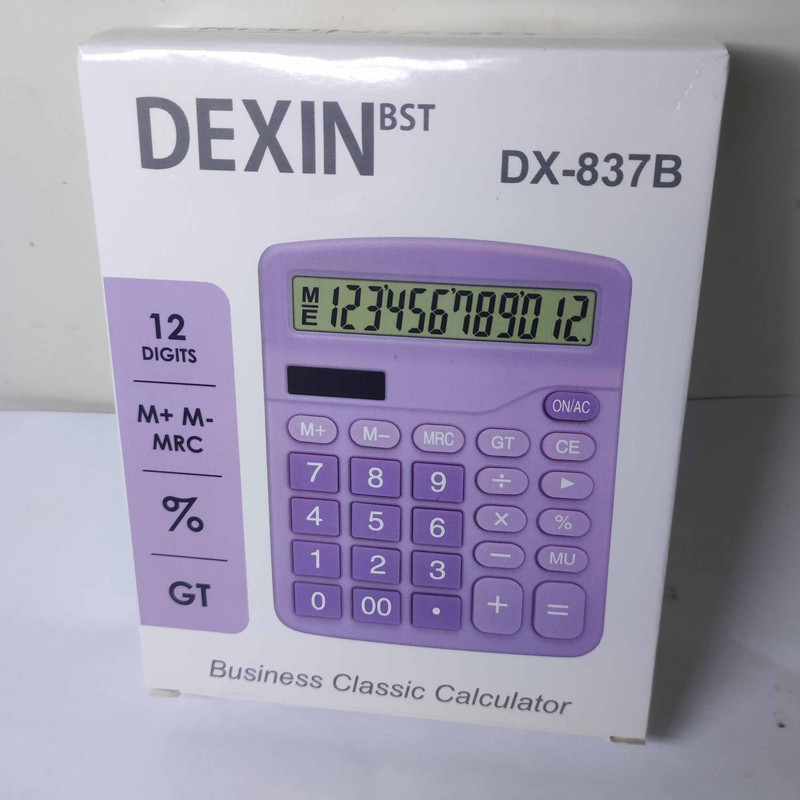 DEXIN BST
DX-837B
12
DIGITS
M+ M-
MRC
%
GT
M
E
123456789012.
ON/AC
M+ M– MRC GT CE
7 8 9 ÷ ▶
4 5 6 × %
1 2 3 – MU
0 00 • + =
Business Classic Calculator